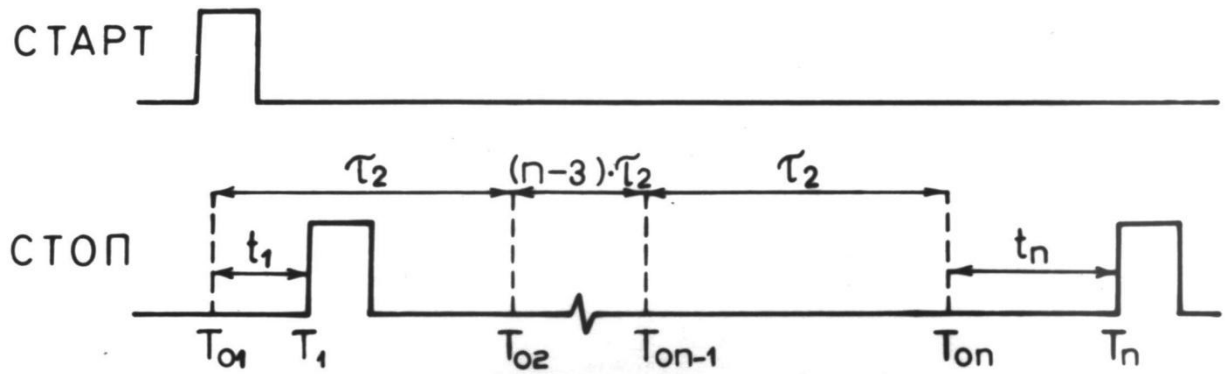 СТАРТ
τ₂ (n-3)·τ₂ τ₂
СТОП t₁ tₙ
T₀₁ T₁ T₀₂ T₀ₙ₋₁ T₀ₙ Tₙ